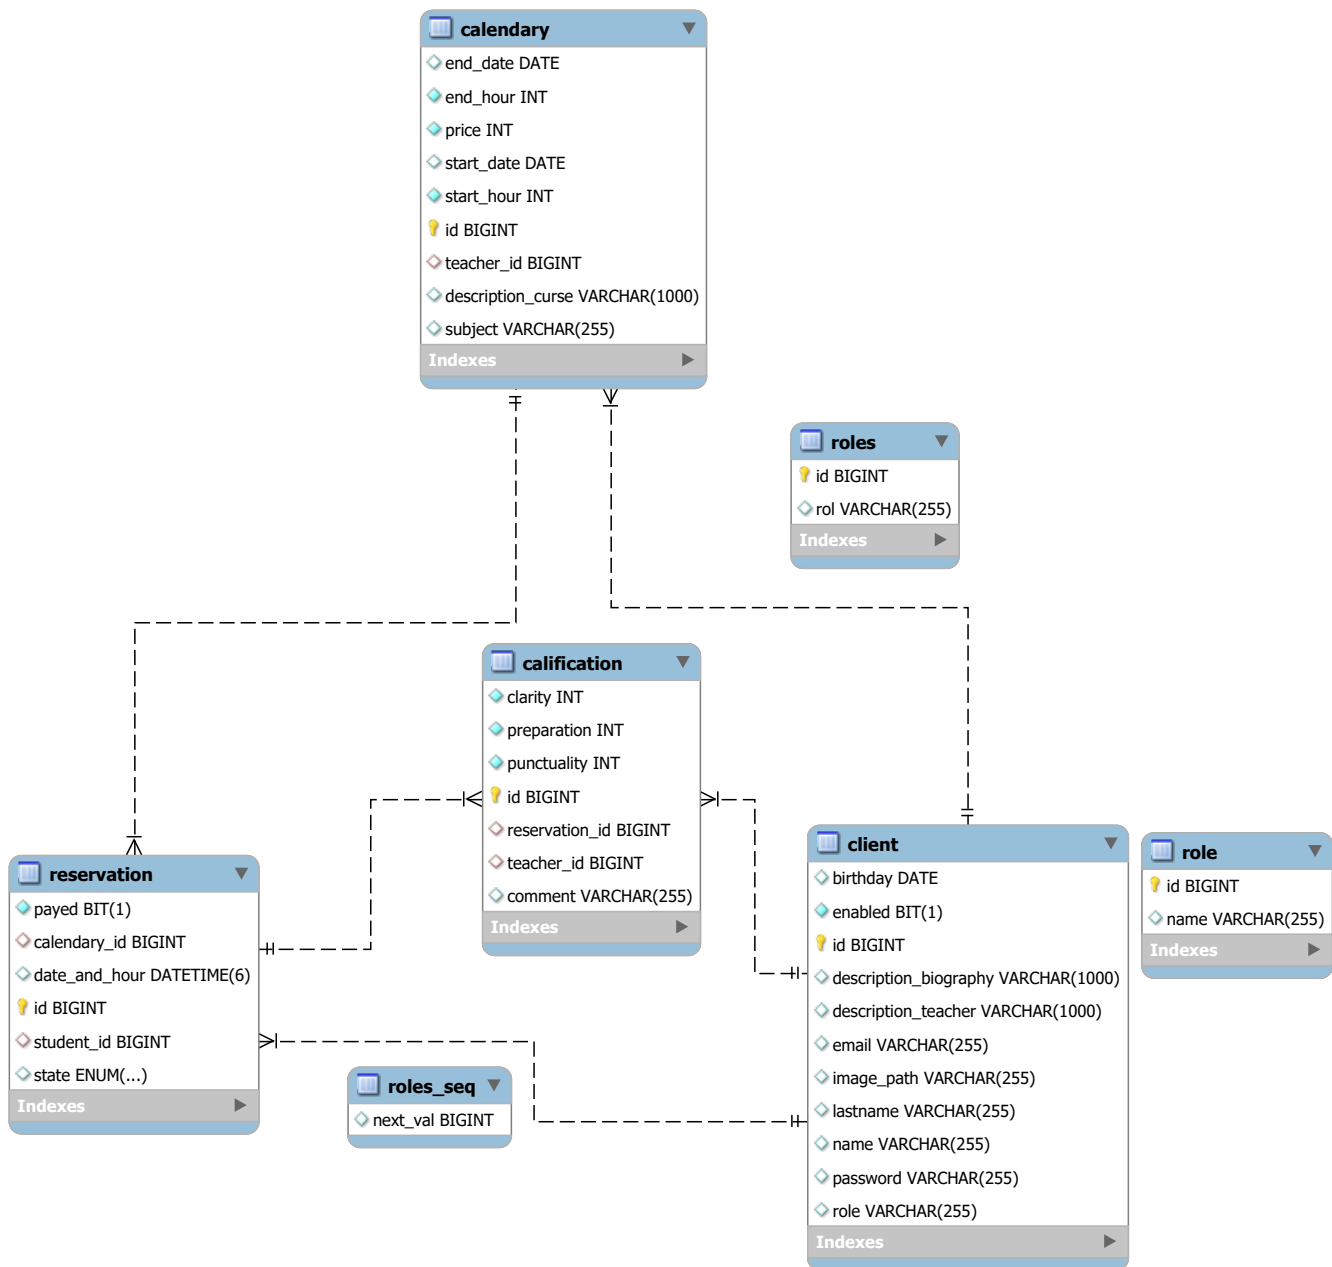 calendary
end_date DATE
end_hour INT
price INT
start_date DATE
start_hour INT
id BIGINT
teacher_id BIGINT
description_curse VARCHAR(1000)
subject VARCHAR(255)
Indexes
roles
id BIGINT
rol VARCHAR(255)
Indexes
calification
clarity INT
preparation INT
punctuality INT
id BIGINT
reservation_id BIGINT
teacher_id BIGINT
comment VARCHAR(255)
Indexes
reservation
payed BIT(1)
calendary_id BIGINT
date_and_hour DATETIME(6)
id BIGINT
student_id BIGINT
state ENUM(...)
Indexes
roles_seq
next_val BIGINT
client
birthday DATE
enabled BIT(1)
id BIGINT
description_biography VARCHAR(1000)
description_teacher VARCHAR(1000)
email VARCHAR(255)
image_path VARCHAR(255)
lastname VARCHAR(255)
name VARCHAR(255)
password VARCHAR(255)
role VARCHAR(255)
Indexes
role
id BIGINT
name VARCHAR(255)
Indexes